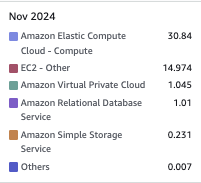 Nov 2024
Amazon Elastic Compute 30.84
Cloud - Compute
EC2 - Other 14.974
Amazon Virtual Private Cloud 1.045
Amazon Relational Database 1.01
Service
Amazon Simple Storage 0.231
Service
Others 0.007